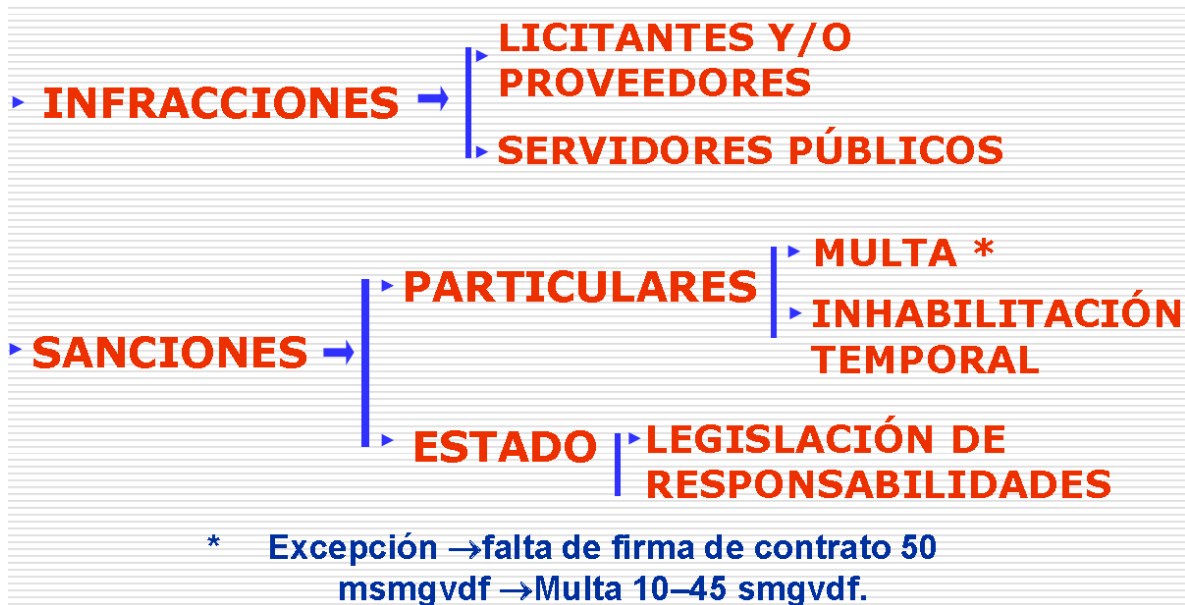 INFRACCIONES →
LICITANTES Y/O
PROVEEDORES
SERVIDORES PÚBLICOS
SANCIONES →
PARTICULARES
MULTA *
INHABILITACIÓN
TEMPORAL
ESTADO
LEGISLACIÓN DE
RESPONSABILIDADES
* Excepción →falta de firma de contrato 50
msmgvdf →Multa 10–45 smgvdf.